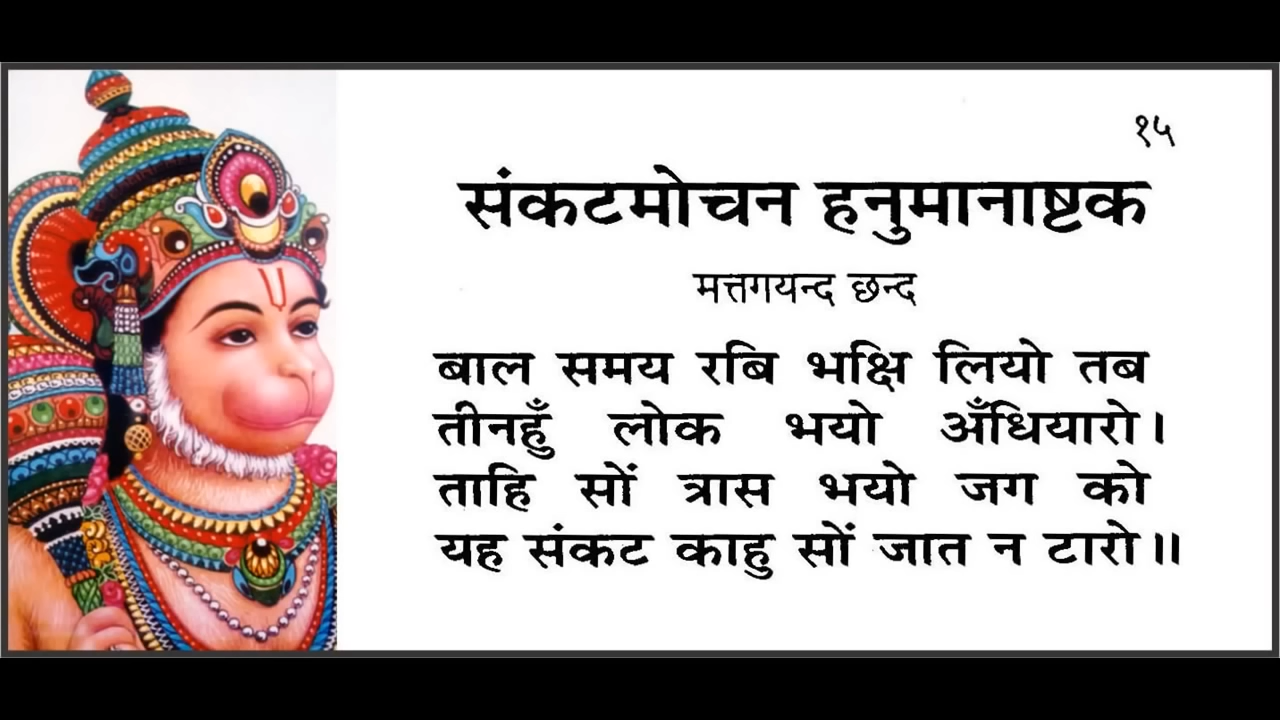 १५
संकटमोचन हनुमानाष्टक
मत्तगयन्द छन्द
बाल समय रबि भक्षि लियो तब
तीनहुँ लोक भयो अँधियारो।
ताहि सों त्रास भयो जग को
यह संकट काहु सों जात न टारो॥